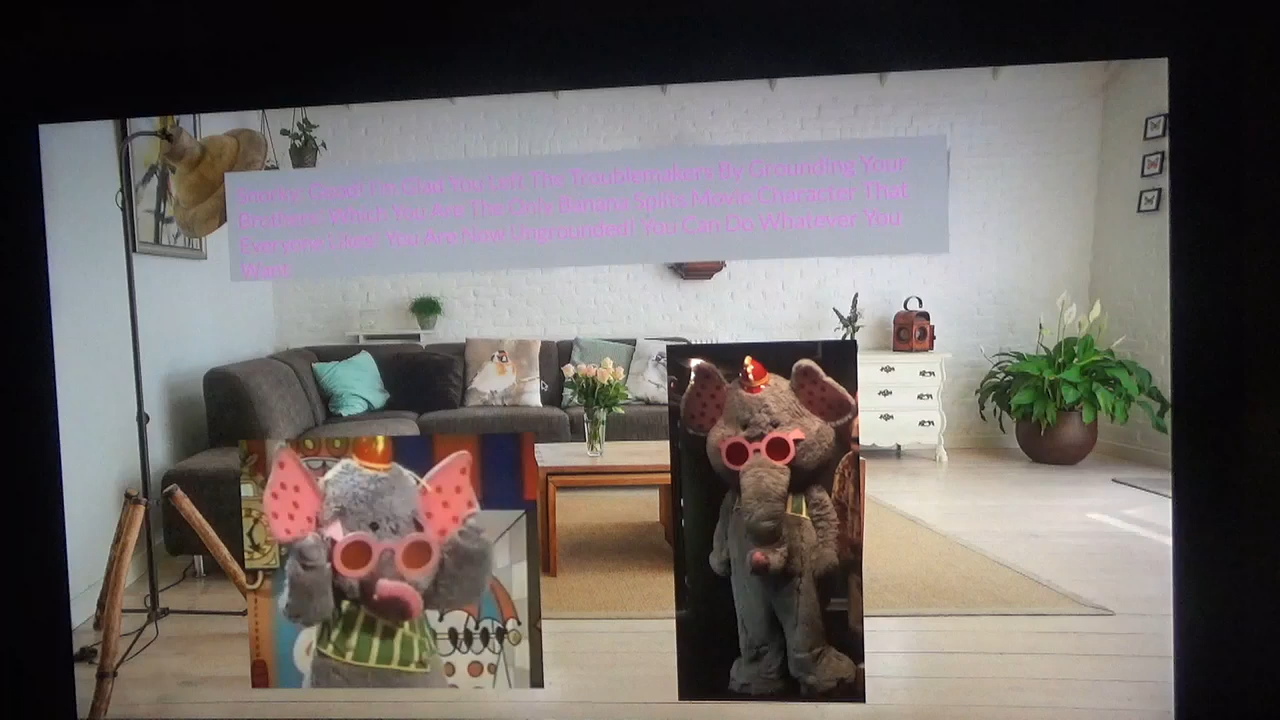 Snorky: Good! I'm Glad You Left The Troublemakers By Grounding Your
Brothers! Which You Are The Only Banana Splits Movie Character That
Everyone Likes! You Are Now Ungrounded! You Can Do Whatever You
Want!